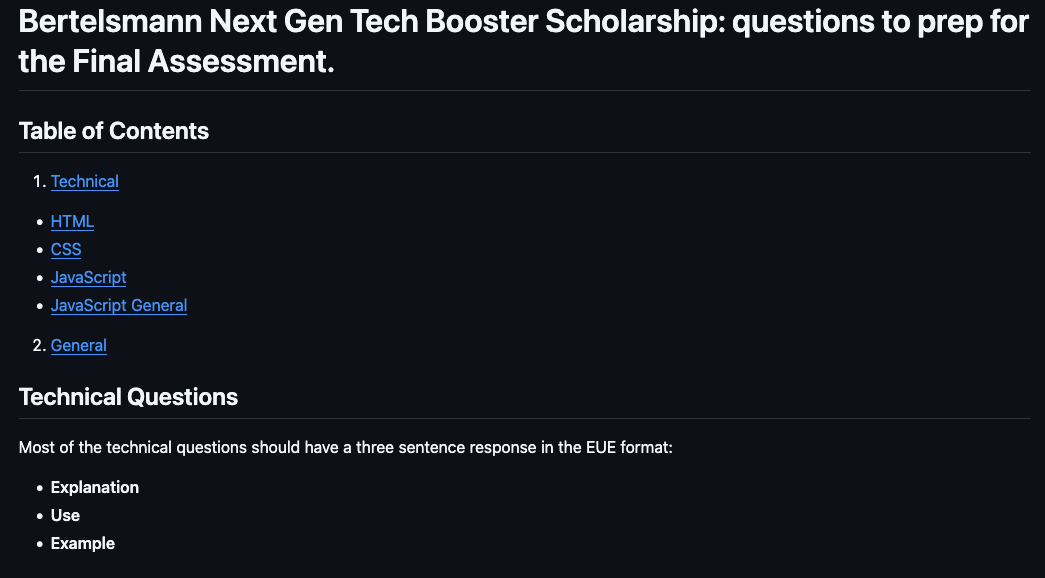 Bertelsmann Next Gen Tech Booster Scholarship: questions to prep for
the Final Assessment.
Table of Contents
1. Technical
• HTML
• CSS
• JavaScript
• JavaScript General
2. General
Technical Questions
Most of the technical questions should have a three sentence response in the EUE format:
• Explanation
• Use
• Example